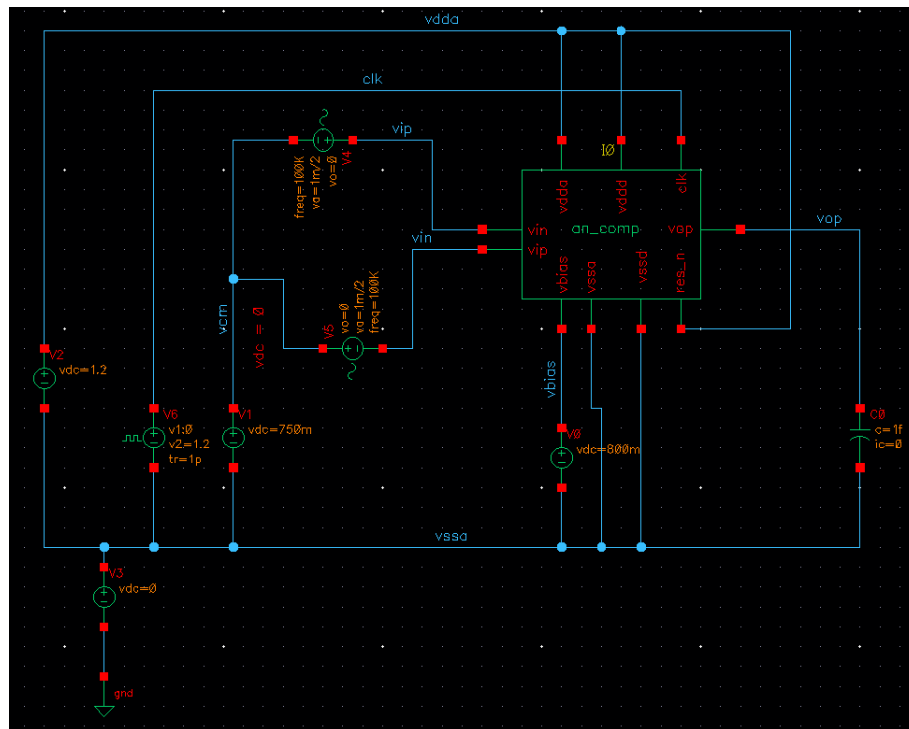 vdda
clk
vip
V4
freq=100K
va=1m/2
vo=0
I0
vdda
vddd
clk
vin
vip
an_comp
vop
vop
vbias
vssa
vssd
res_n
vin
vcm
vdc = 0
V5
vo=0
va=1m/2
freq=100K
V2
vdc=1.2
V6
v1:0
v2=1.2
tr=1p
V1
vdc=750m
vbias
V0
vdc=800m
C0
c=1f
ic=0
vssa
V3
vdc=0
gnd